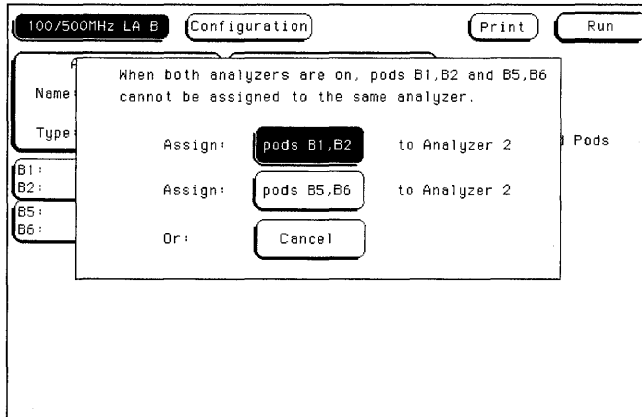 100/500MHz LA B Configuration Print Run
When both analyzers are on, pods B1,B2 and B5,B6
cannot be assigned to the same analyzer.
Name:
Type:
Assign: pods B1,B2 to Analyzer 2
Pods
B1:
B2:
Assign: pods B5,B6 to Analyzer 2
B5:
B6:
Or: Cancel